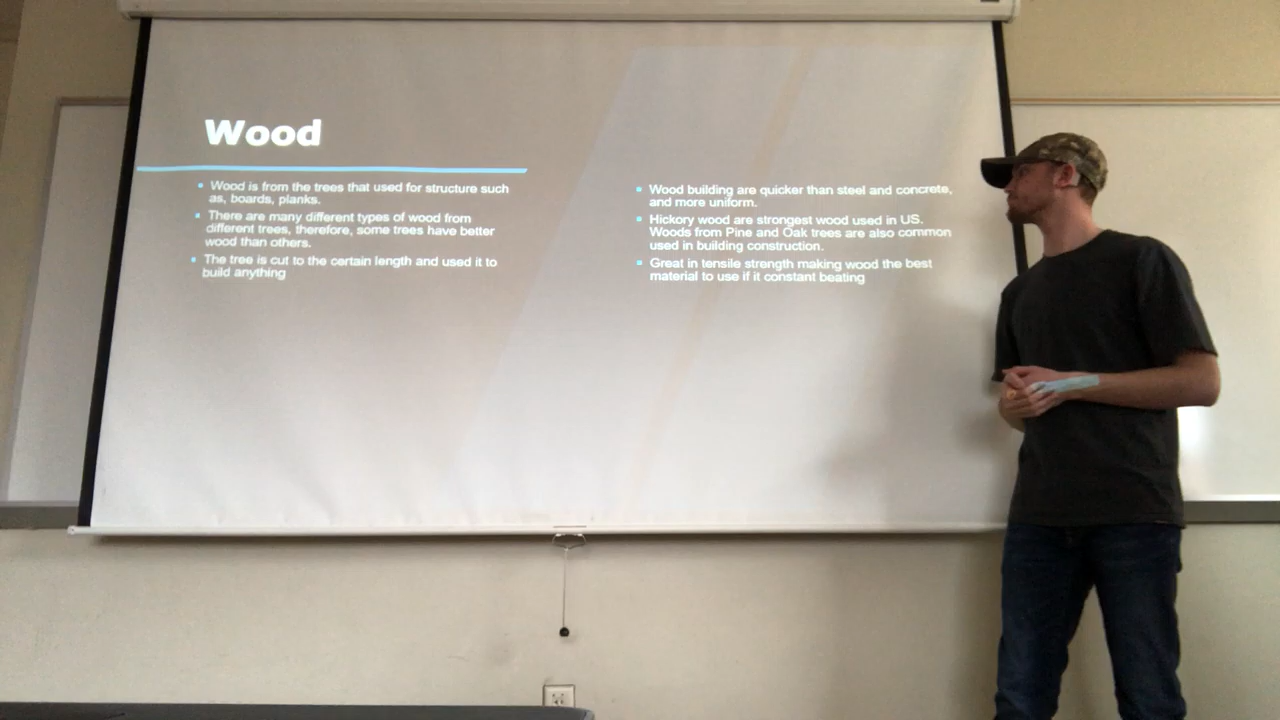 Wood
Wood is from the trees that used for structure such
as, boards, planks.
There are many different types of wood from
different trees, therefore, some trees have better
wood than others.
The tree is cut to the certain length and used it to
build anything
Wood building are quicker than steel and concrete,
and more uniform.
Hickory wood are strongest wood used in US.
Woods from Pine and Oak trees are also common
used in building construction.
Great in tensile strength making wood the best
material to use if it constant beating